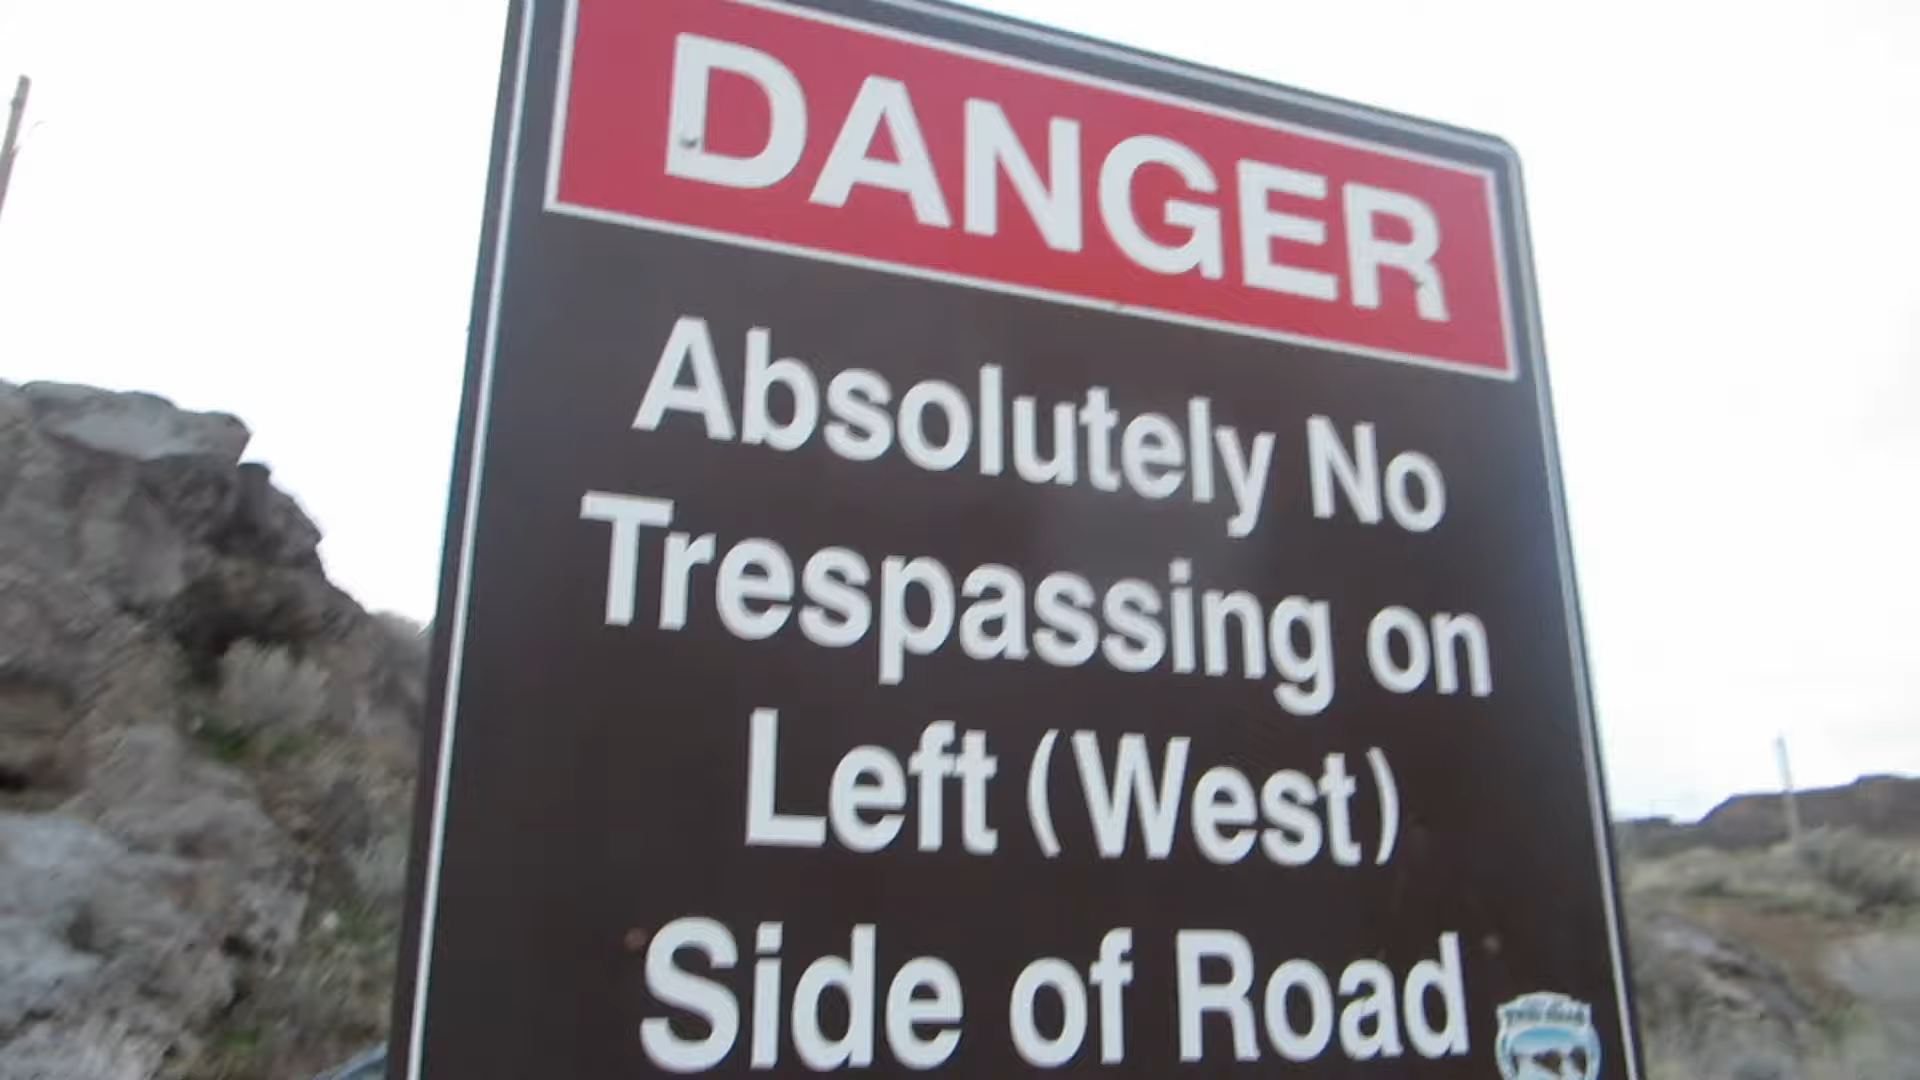 DANGER
Absolutely No
Trespassing on
Left (West)
Side of Road